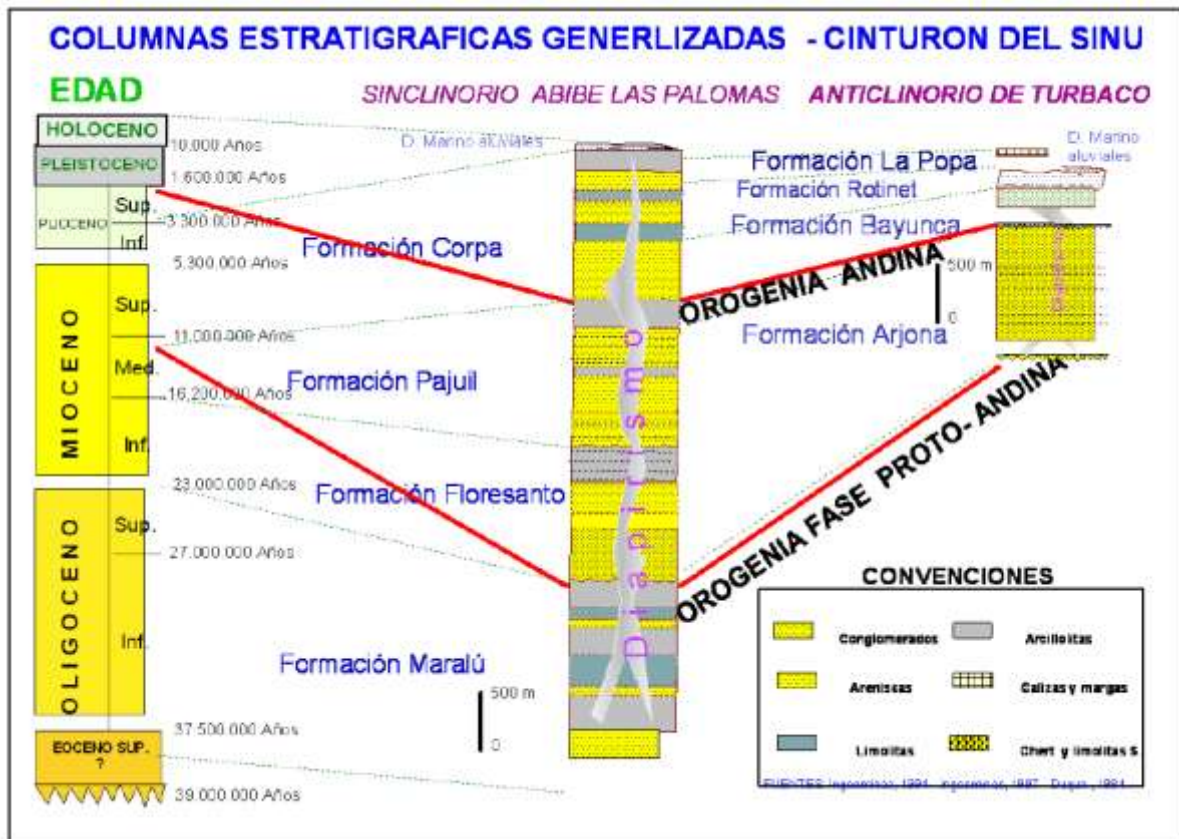 COLUMNAS ESTRATIGRAFICAS GENERLIZADAS - CINTURON DEL SINU
EDAD
SINCLINORIO ABIBE LAS PALOMAS
ANTICLINORIO DE TURBACO
HOLOCENO
10.000 Años
PLEISTOCENO
1.600.000 Años
PLIOCENO
Sup.
3.300.000 Años
Inf.
5.300.000 Años
MIOCENO
Sup.
11.000.000 Años
Med.
16,200.000 Años
Inf.
23.000.000 Años
OLIGOCENO
Sup.
27.000.000 Años
Inf.
37.500.000 Años
EOCENO SUP.
?
39.000.000 Años
D. Marino aluviales
Formación Corpa
Formación Pajuil
Formación Floresanto
Formación Maralú
500 m
0
Diapirismo
Formación La Popa
Formación Rotinet
Formación Bayunca
OROGENIA ANDINA
Formación Arjona
OROGENIA FASE PROTO-ANDINA
D. Marino
aluviales
500 m
0
CONVENCIONES
Conglomerados
Arcillolitas
Areniscas
Calizas y margas
Limolitas
Chert y limolitas S
FUENTES: Ingeominas, 1997 Duque, 1984